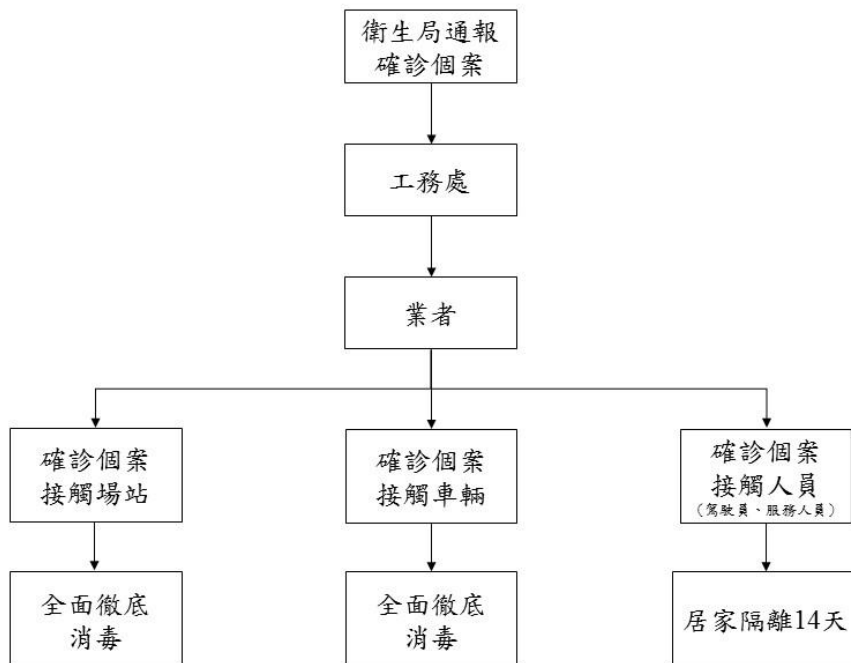 衛生局通報
確診個案
工務處
業者
確診個案
接觸場站
確診個案
接觸車輛
確診個案
接觸人員
（駕駛員、服務人員）
全面徹底
消毒
全面徹底
消毒
居家隔離14天